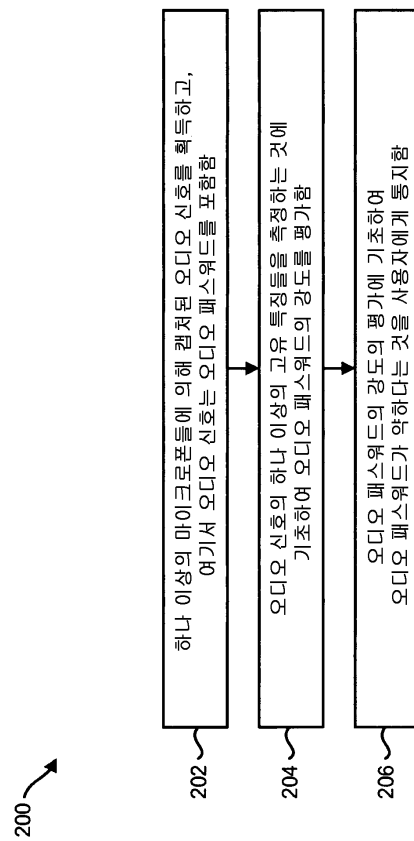 200
하나 이상의 마이크로폰들에 의해 캡처된 오디오 신호를 획득하고,
여기서 오디오 신호는 오디오 패스워드를 포함함
202
오디오 신호의 하나 이상의 고유 특징들을 측정하는 것에
기초하여 오디오 패스워드의 강도를 평가함
204
오디오 패스워드의 강도의 평가에 기초하여
오디오 패스워드가 약하다는 것을 사용자에게 통지함
206